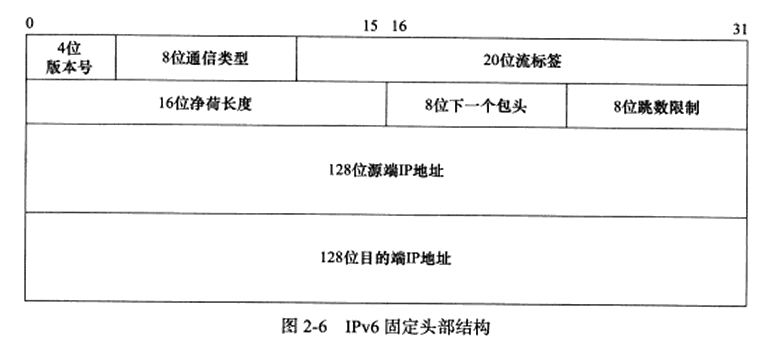 0 15 16 31
4位
版本号
8位通信类型
20位流标签
16位净荷长度
8位下一个包头
8位跳数限制
128位源端IP地址
128位目的端IP地址
图 2-6 IPv6 固定头部结构